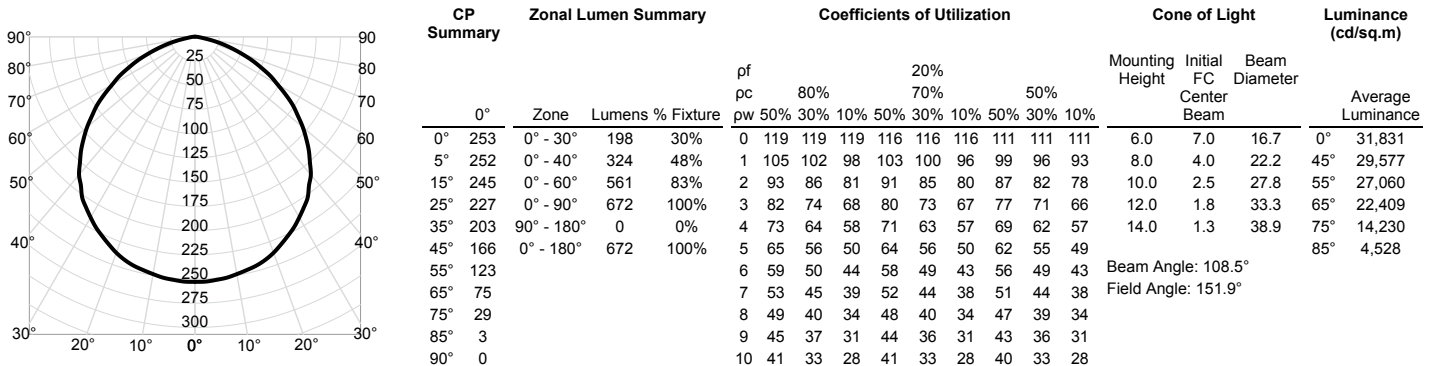 90°
80°
70°
60°
50°
40°
30°
20°
10°
0°
10°
20°
30°
40°
50°
60°
70
80
90
25
50
75
100
125
150
175
200
225
250
275
300
CP Summary
0°
0° 253
5° 252
15° 245
25° 227
35° 203
45° 166
55° 123
65° 75
75° 29
85° 3
90° 0
Zonal Lumen Summary
Zone Lumens % Fixture
0° - 30° 198 30%
0° - 40° 324 48%
0° - 60° 561 83%
0° - 90° 672 100%
90° - 180° 0 0%
0° - 180° 672 100%
Coefficients of Utilization
ρf 20%
ρc 80% 70% 50%
ρw 50% 30% 10% 50% 30% 10% 50% 30% 10%
0 119 119 119 116 116 116 111 111 111
1 105 102 98 103 100 96 99 96 93
2 93 86 81 91 85 80 87 82 78
3 82 74 68 80 73 67 77 71 66
4 73 64 58 71 63 57 69 62 57
5 65 56 50 64 56 50 62 55 49
6 59 50 44 58 49 43 56 49 43
7 53 45 39 52 44 38 51 44 38
8 49 40 34 48 40 34 47 39 34
9 45 37 31 44 36 31 43 36 31
10 41 33 28 41 33 28 40 33 28
Cone of Light
Mounting Height Initial FC Center Beam Beam Diameter
6.0 7.0 16.7
8.0 4.0 22.2
10.0 2.5 27.8
12.0 1.8 33.3
14.0 1.3 38.9
Beam Angle: 108.5°
Field Angle: 151.9°
Luminance
(cd/sq.m)
Average
Luminance
0° 31,831
45° 29,577
55° 27,060
65° 22,409
75° 14,230
85° 4,528